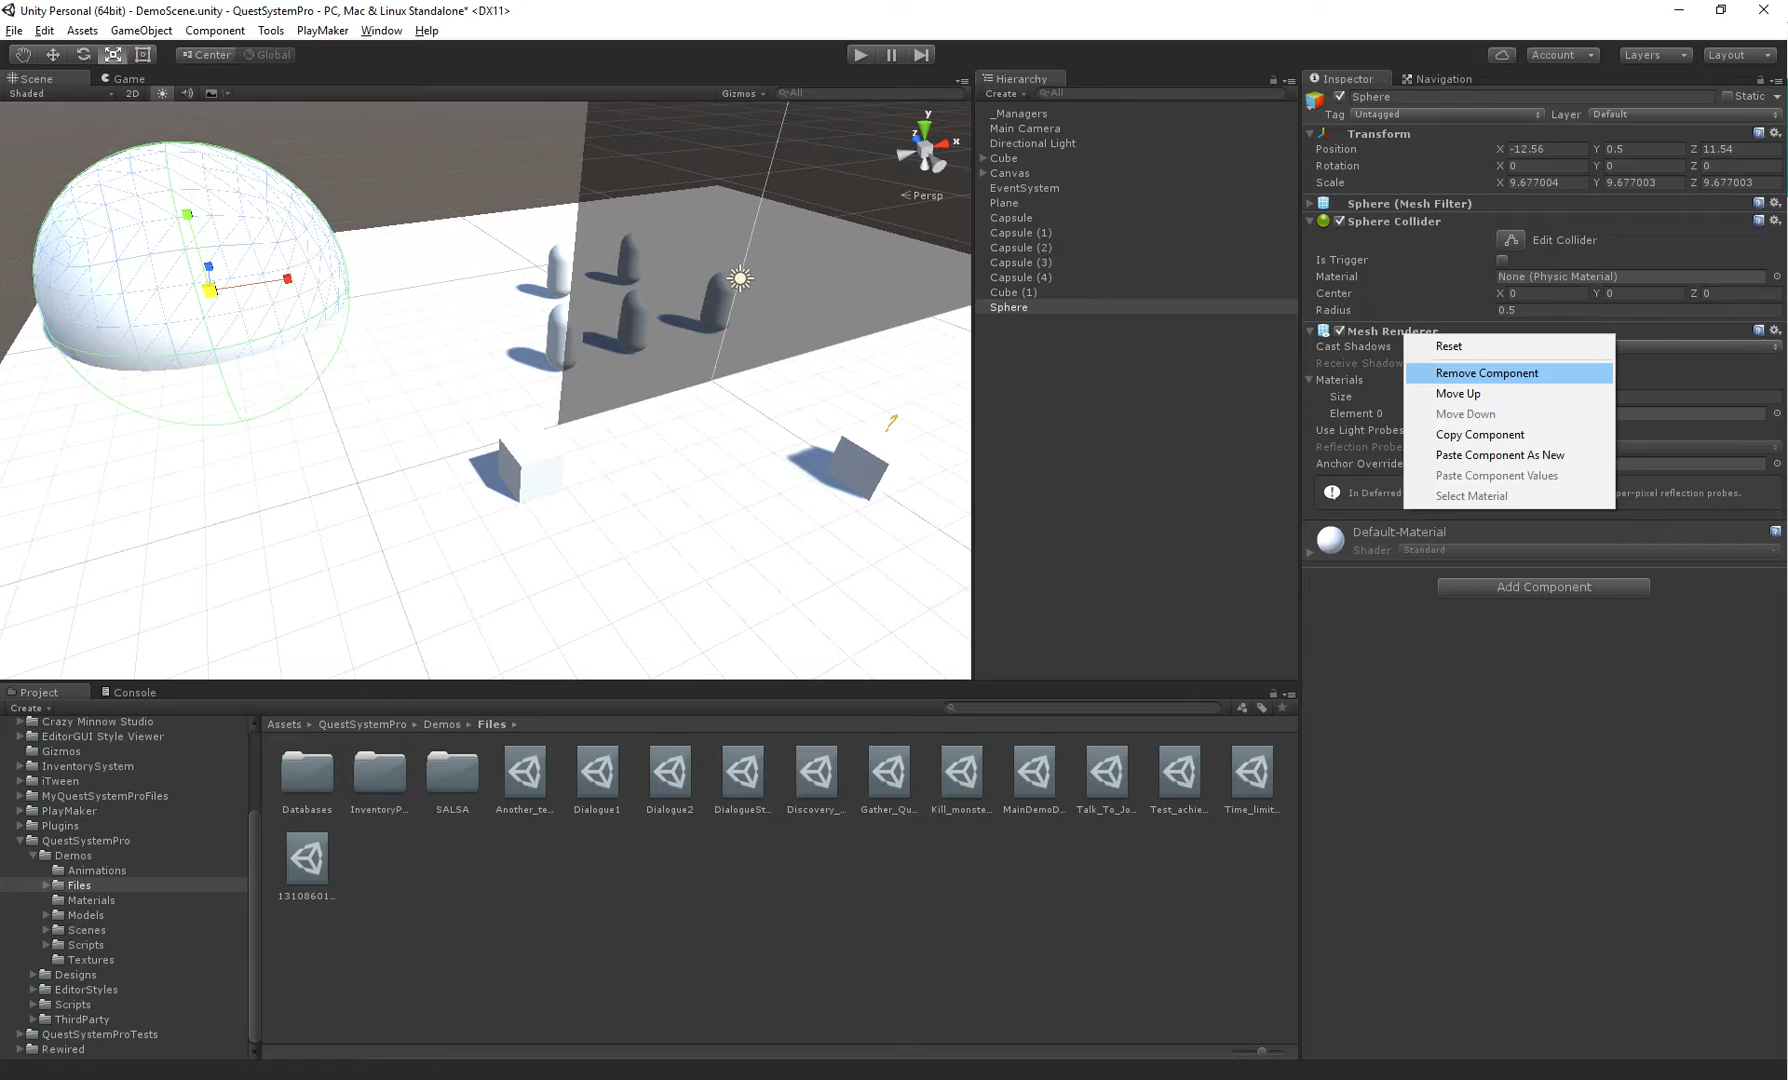 Unity Personal (64bit) - DemoScene.unity - QuestSystemPro - PC, Mac & Linux Standalone* <DX11>
File Edit Assets GameObject Component Tools PlayMaker Window Help
Center Global
Account Layers Layout
Scene Game
Shaded 2D Gizmos All
y
z
x
Persp
Hierarchy
Create All
_Managers
Main Camera
Directional Light
Cube
Canvas
EventSystem
Plane
Capsule
Capsule (1)
Capsule (2)
Capsule (3)
Capsule (4)
Cube (1)
Sphere
Inspector Navigation
Sphere Static
Tag Untagged Layer Default
Transform
Position X -12.56 Y 0.5 Z 11.54
Rotation X 0 Y 0 Z 0
Scale X 9.677004 Y 9.677003 Z 9.677003
Sphere (Mesh Filter)
Sphere Collider
Edit Collider
Is Trigger
Material None (Physic Material)
Center X 0 Y 0 Z 0
Radius 0.5
Mesh Renderer
Cast Shadows
Receive Shadow
Materials
Size
Element 0
Use Light Probes
Reflection Probe
Anchor Override
In Deferred
per-pixel reflection probes.
Reset
Remove Component
Move Up
Move Down
Copy Component
Paste Component As New
Paste Component Values
Select Material
Default-Material
Shader Standard
Add Component
?
Project Console
Create
Crazy Minnow Studio
EditorGUI Style Viewer
Gizmos
InventorySystem
iTween
MyQuestSystemProFiles
PlayMaker
Plugins
QuestSystemPro
Demos
Animations
Files
Materials
Models
Scenes
Scripts
Textures
Designs
EditorStyles
Scripts
ThirdParty
QuestSystemProTests
Rewired
Assets QuestSystemPro Demos Files
Databases InventoryP... SALSA Another_te... Dialogue1 Dialogue2 DialogueSt... Discovery_... Gather_Qu... Kill_monste... MainDemoD... Talk_To_Jo... Test_achie... Time_limit...
13108601...